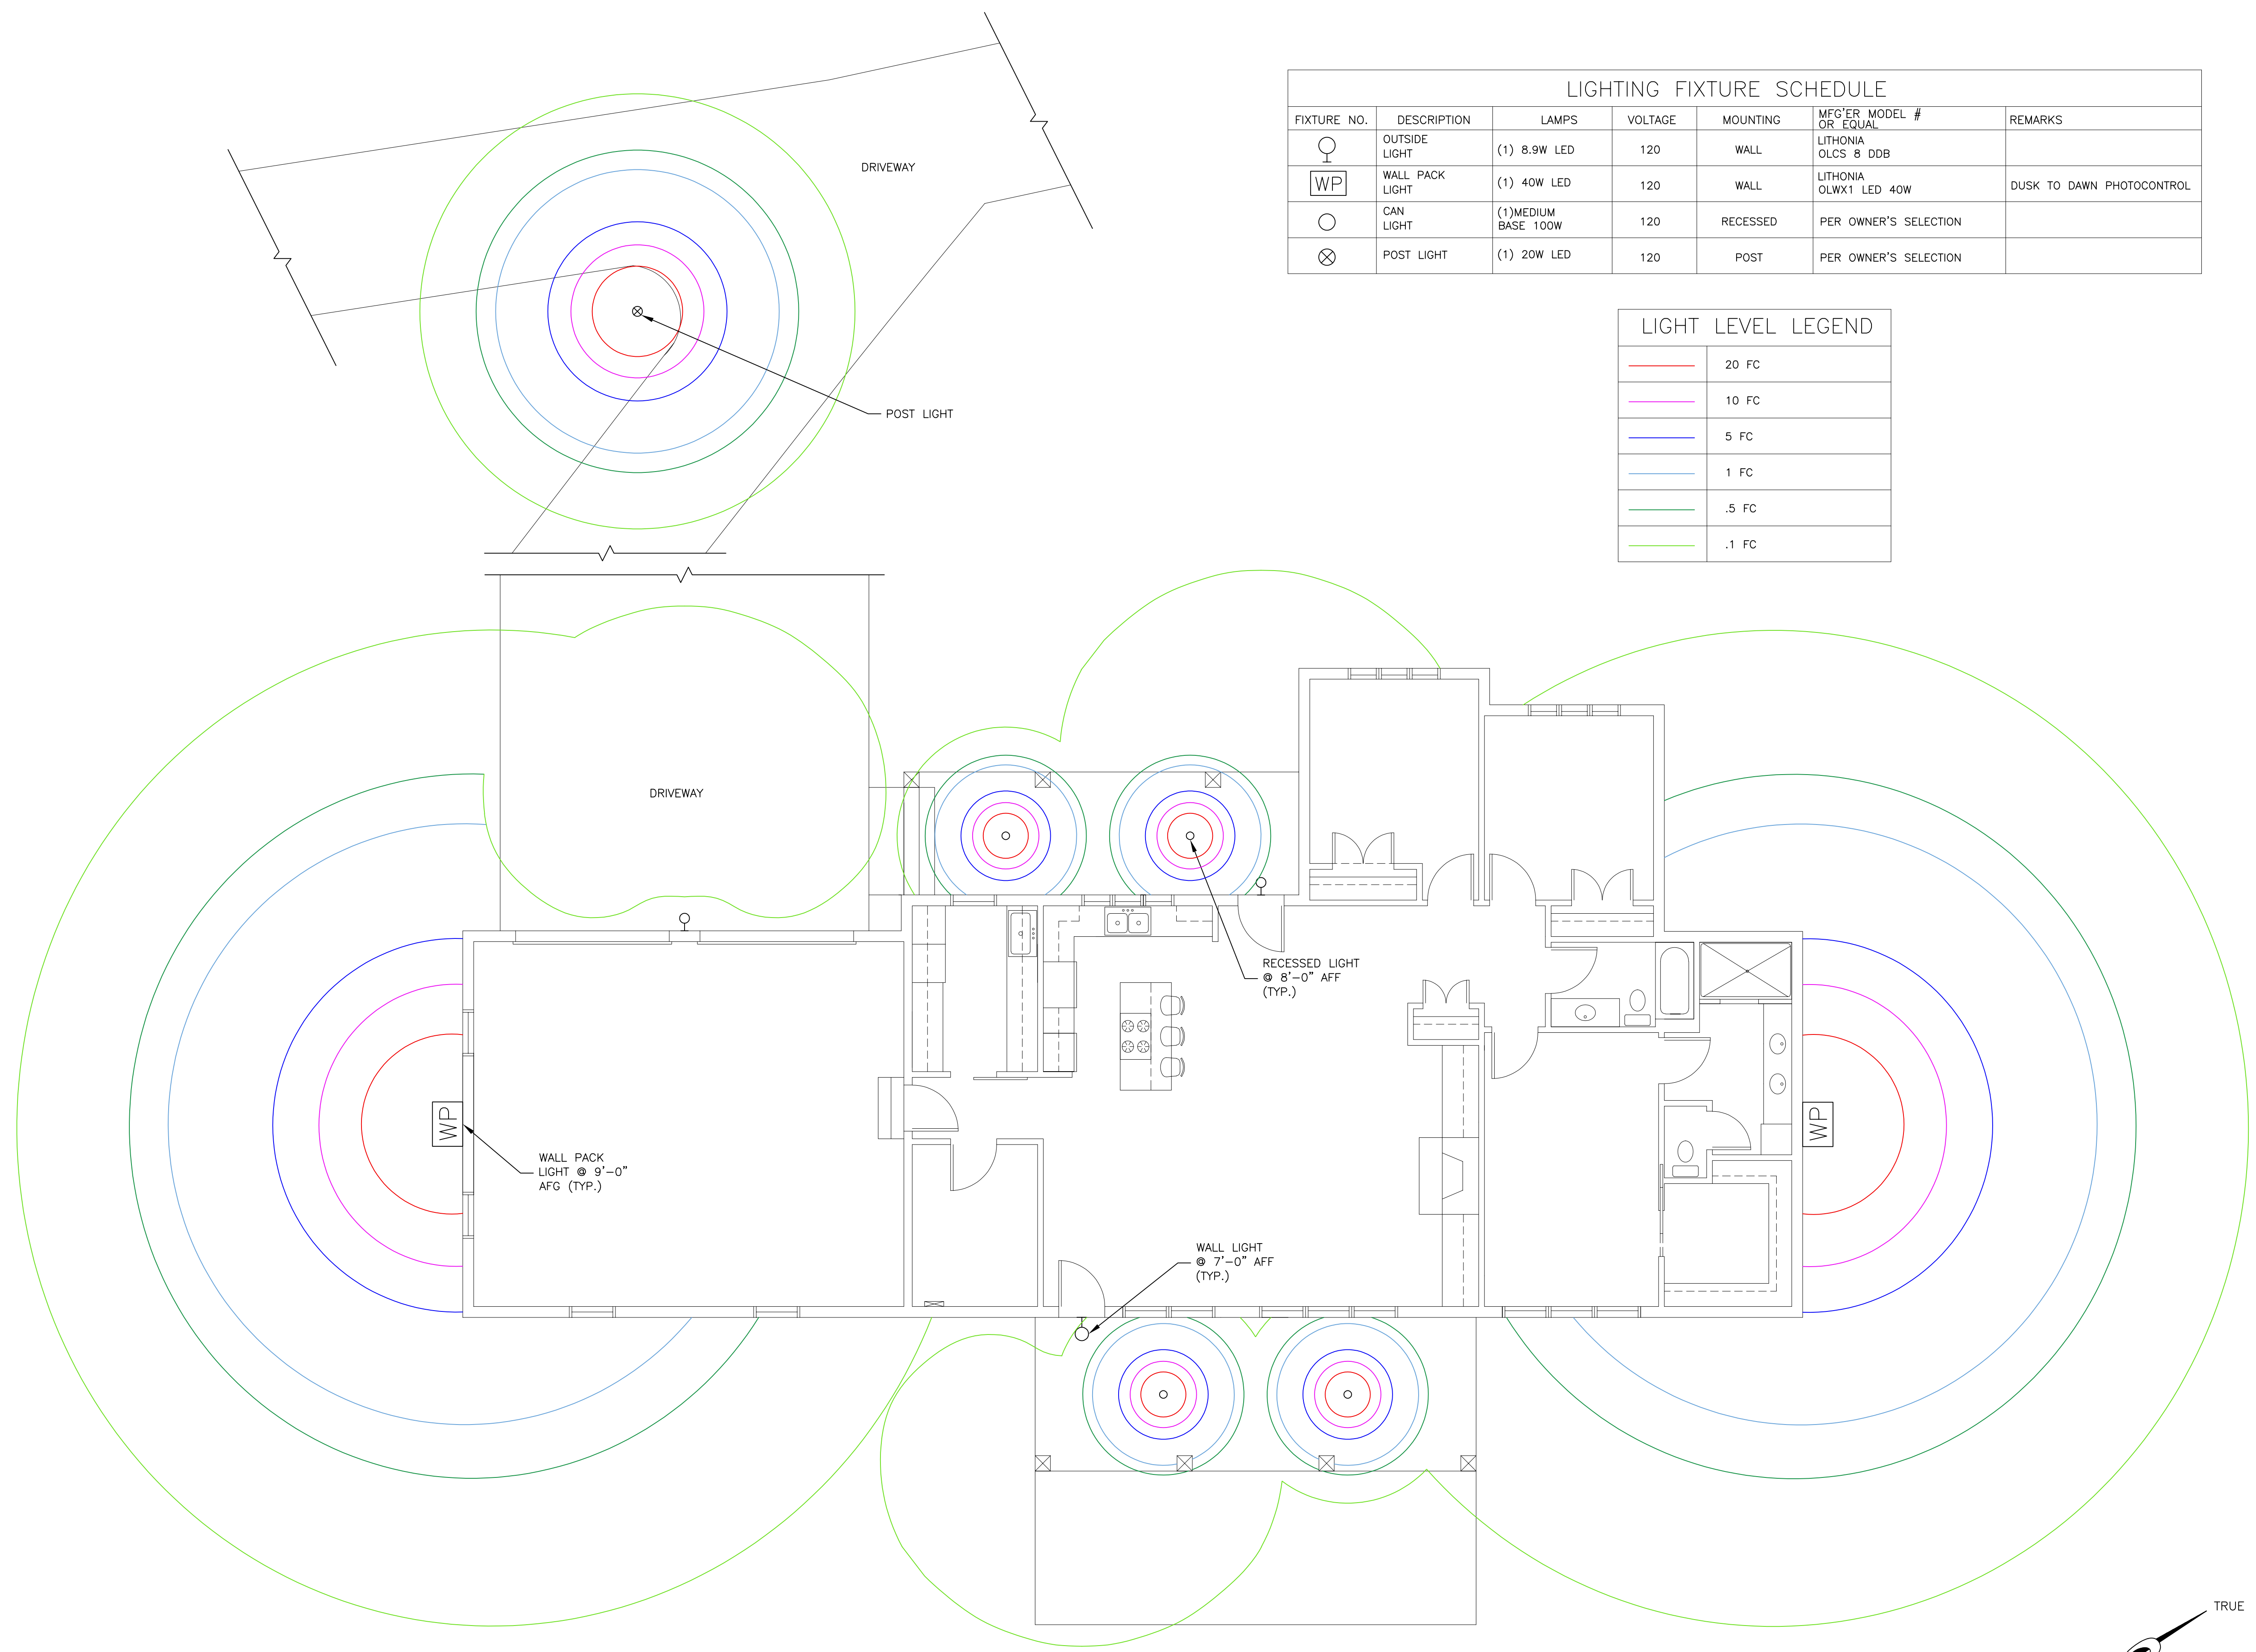 LIGHTING FIXTURE SCHEDULE
FIXTURE NO. DESCRIPTION LAMPS VOLTAGE MOUNTING MFG'ER MODEL # OR EQUAL REMARKS
OUTSIDE LIGHT (1) 8.9W LED 120 WALL LITHONIA OLCS 8 DDB
WP WALL PACK LIGHT (1) 40W LED 120 WALL LITHONIA OLWX1 LED 40W DUSK TO DAWN PHOTOCONTROL
CAN LIGHT (1)MEDIUM BASE 100W 120 RECESSED PER OWNER'S SELECTION
POST LIGHT (1) 20W LED 120 POST PER OWNER'S SELECTION
LIGHT LEVEL LEGEND
20 FC
10 FC
5 FC
1 FC
.5 FC
.1 FC
DRIVEWAY
POST LIGHT
DRIVEWAY
RECESSED LIGHT
@ 8'-0" AFF
(TYP.)
WP
WALL PACK
LIGHT @ 9'-0"
AFG (TYP.)
WP
WALL LIGHT
@ 7'-0" AFF
(TYP.)
TRUE